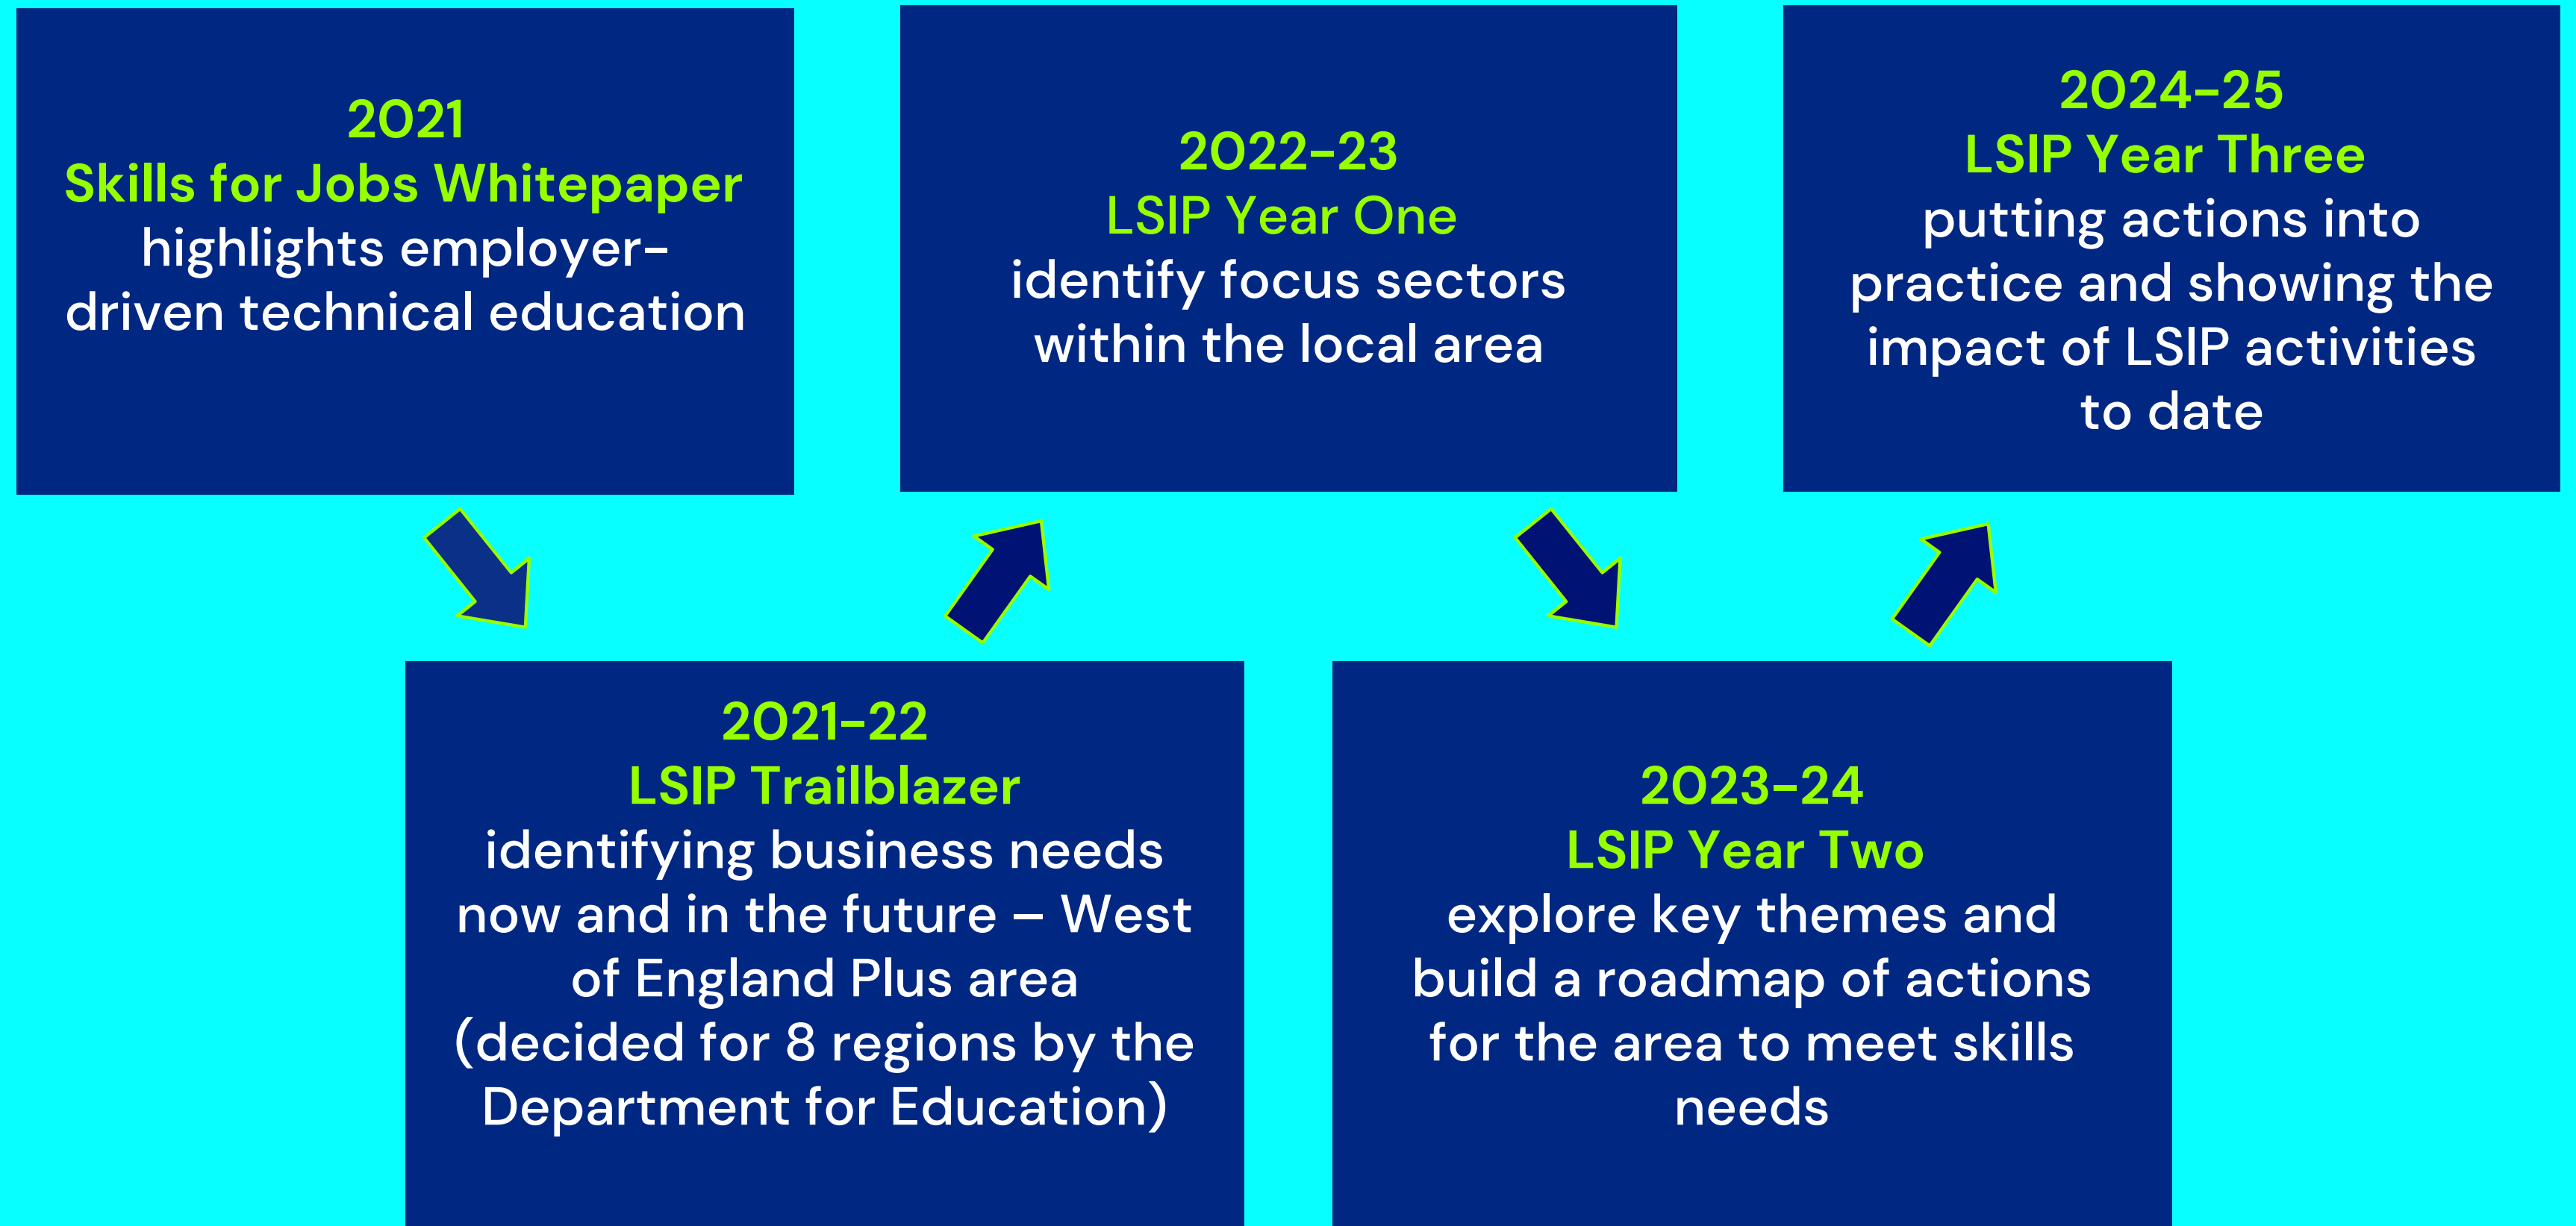 2021
Skills for Jobs Whitepaper
highlights employer-
driven technical education
2021-22
LSIP Trailblazer
identifying business needs
now and in the future – West
of England Plus area
(decided for 8 regions by the
Department for Education)
2022-23
LSIP Year One
identify focus sectors
within the local area
2023-24
LSIP Year Two
explore key themes and
build a roadmap of actions
for the area to meet skills
needs
2024-25
LSIP Year Three
putting actions into
practice and showing the
impact of LSIP activities
to date